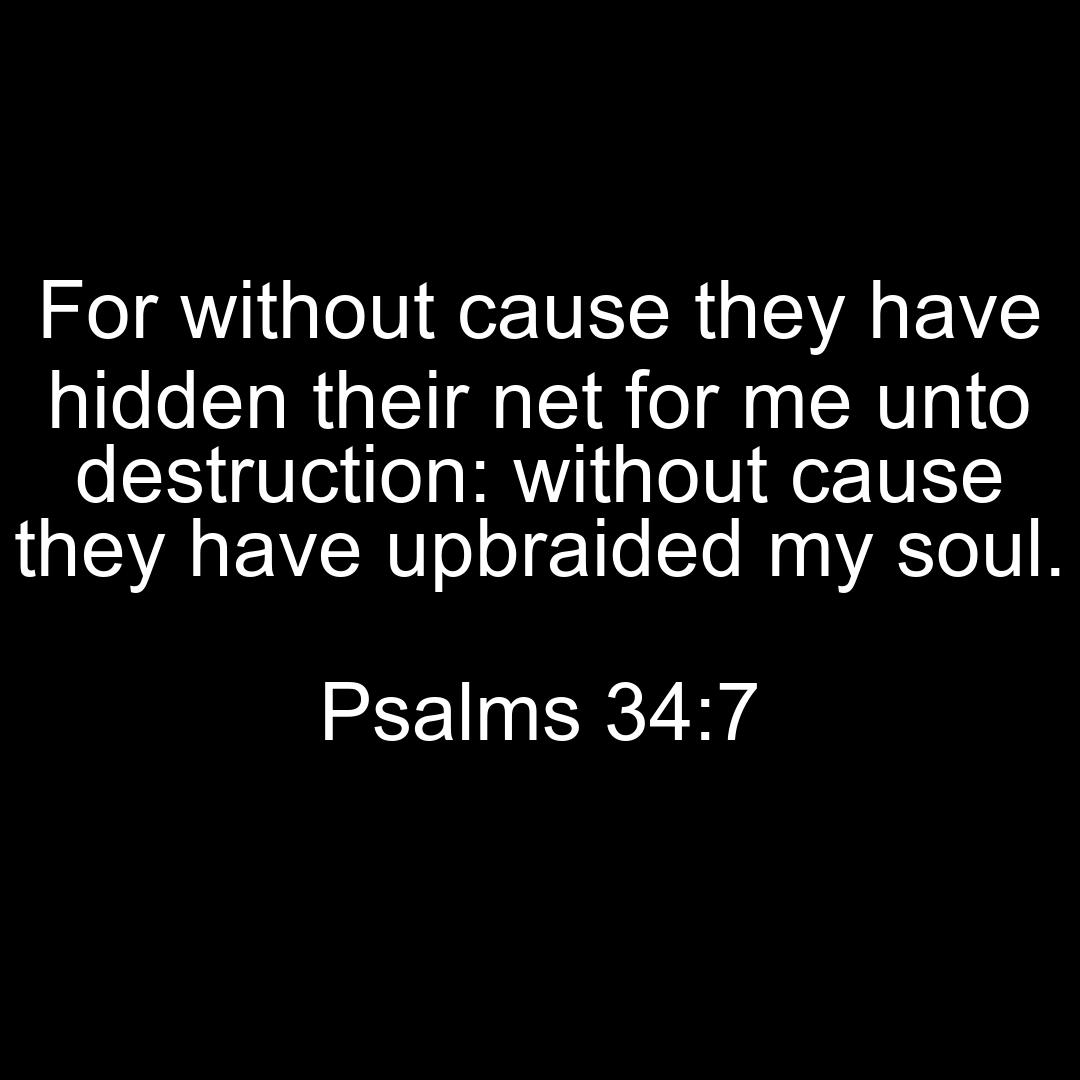 For without cause they have
hidden their net for me unto
destruction: without cause
they have upbraided my soul.
Psalms 34:7